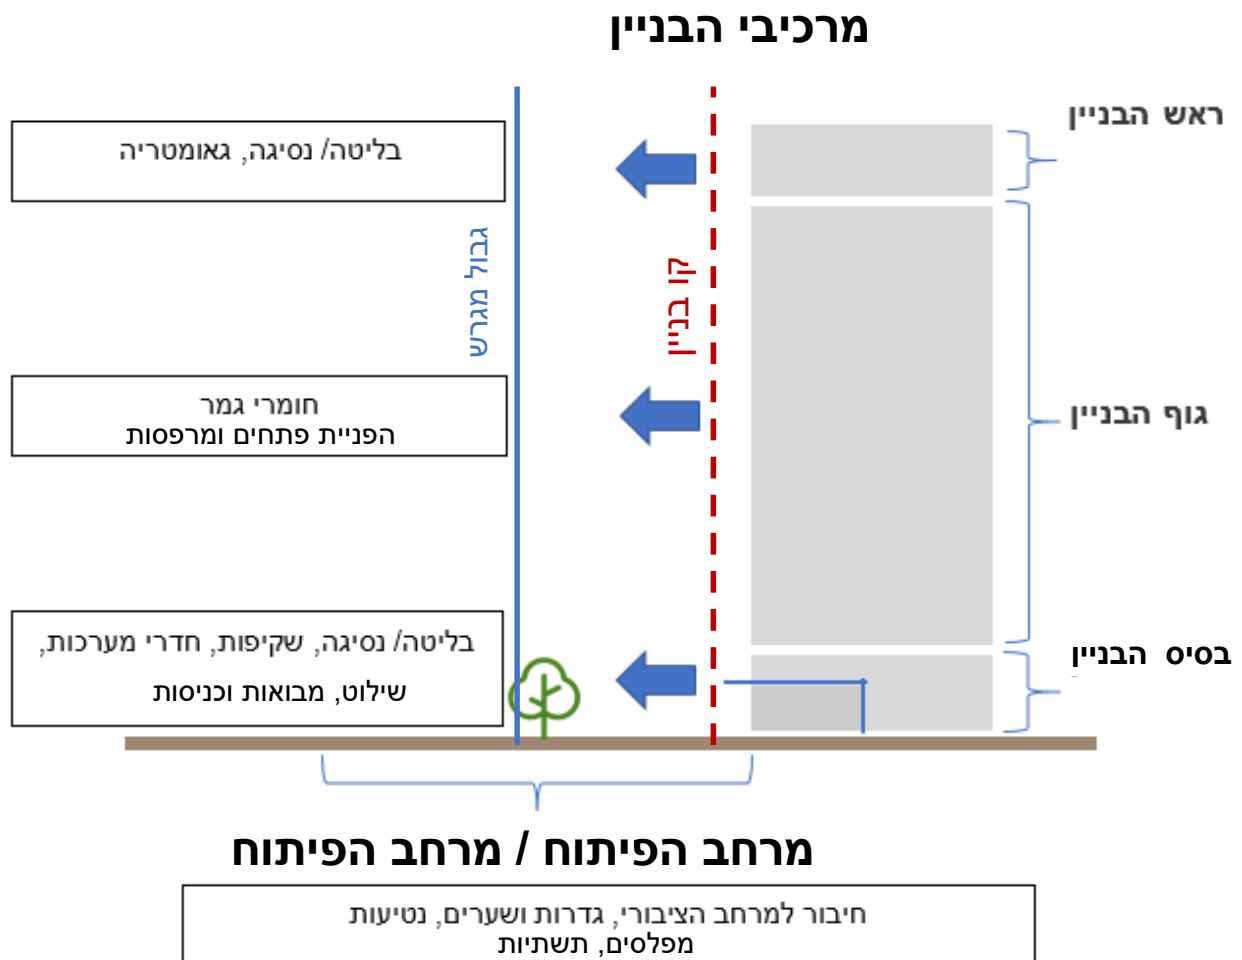 מרכיבי הבניין
ראש הבניין
בליטה/ נסיגה, גאומטריה
גבול מגרש
קו בניין
גוף הבניין
חומרי גמר
הפניית פתחים ומרפסות
בסיס הבניין
בליטה/ נסיגה, שקיפות, חדרי מערכות,
שילוט, מבואות וכניסות
מרחב הפיתוח / מרחב הפיתוח
חיבור למרחב הציבורי, גדרות ושערים, נטיעות
מפלסים, תשתיות